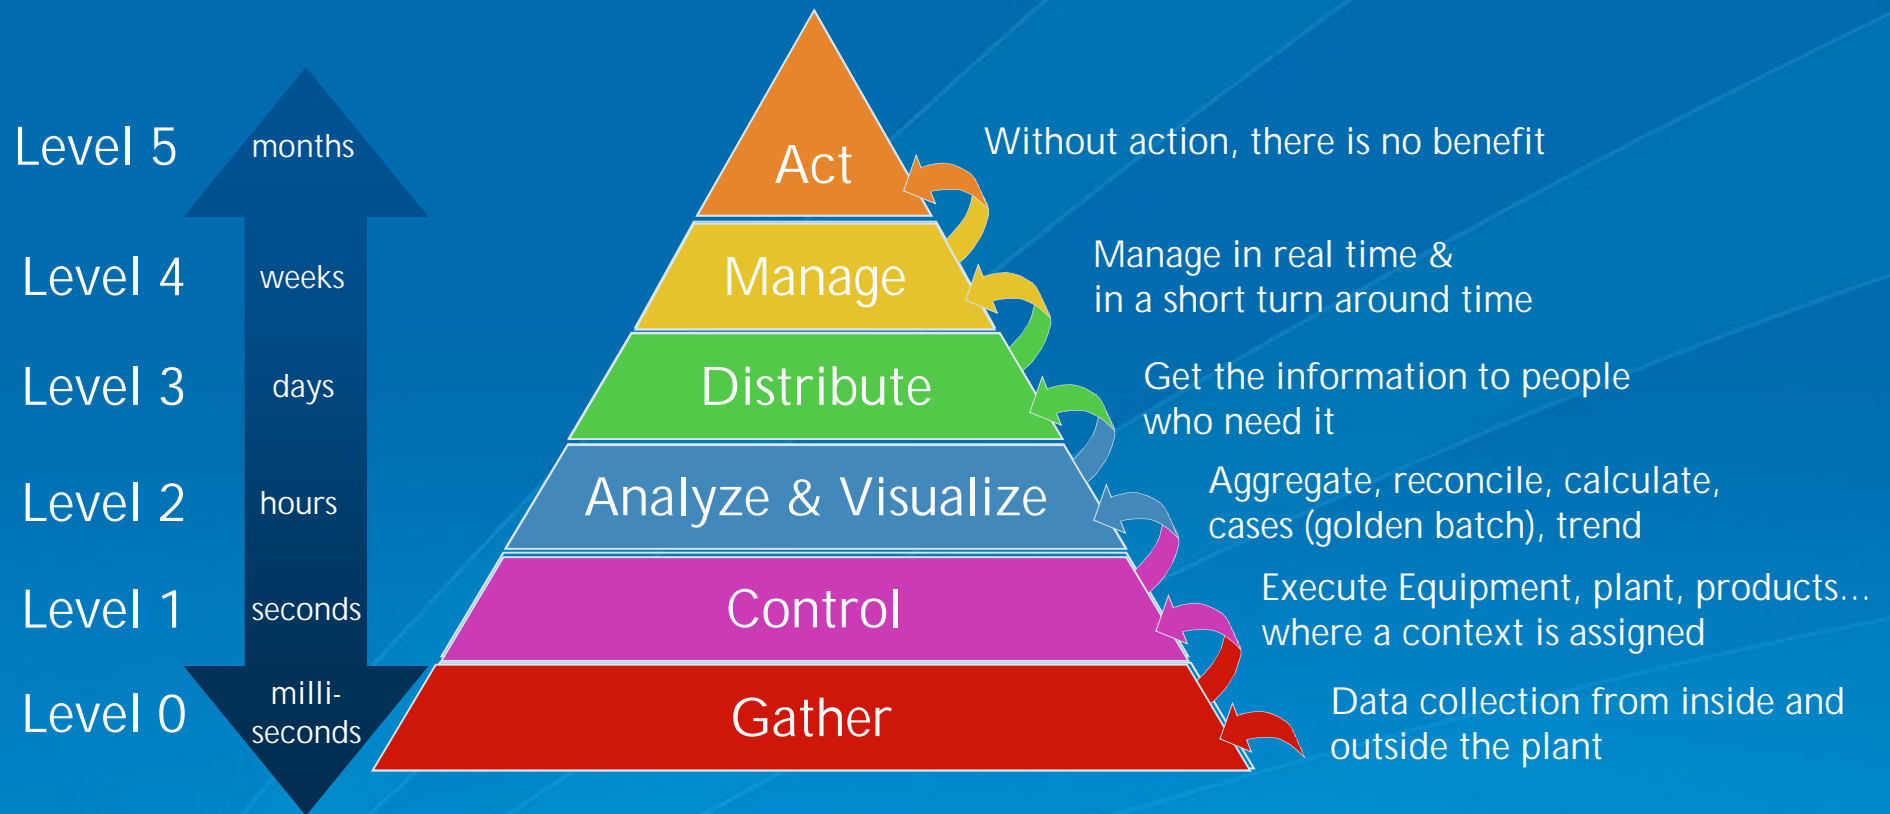 Level 5
months
Act
Without action, there is no benefit
Level 4
weeks
Manage
Manage in real time &
in a short turn around time
Level 3
days
Distribute
Get the information to people
who need it
Level 2
hours
Analyze & Visualize
Aggregate, reconcile, calculate,
cases (golden batch), trend
Level 1
seconds
Control
Execute Equipment, plant, products...
where a context is assigned
Level 0
milli-
seconds
Gather
Data collection from inside and
outside the plant